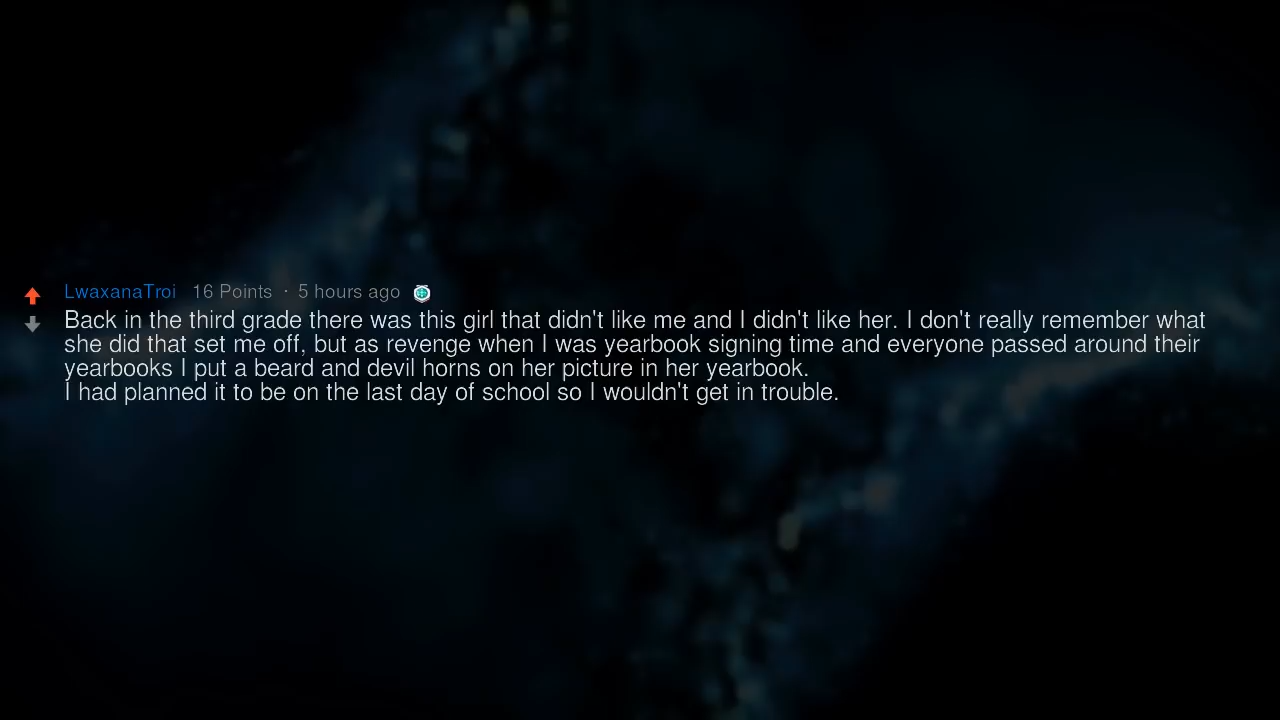 LwaxanaTroi 16 Points · 5 hours ago
Back in the third grade there was this girl that didn't like me and I didn't like her. I don't really remember what
she did that set me off, but as revenge when I was yearbook signing time and everyone passed around their
yearbooks I put a beard and devil horns on her picture in her yearbook.
I had planned it to be on the last day of school so I wouldn't get in trouble.